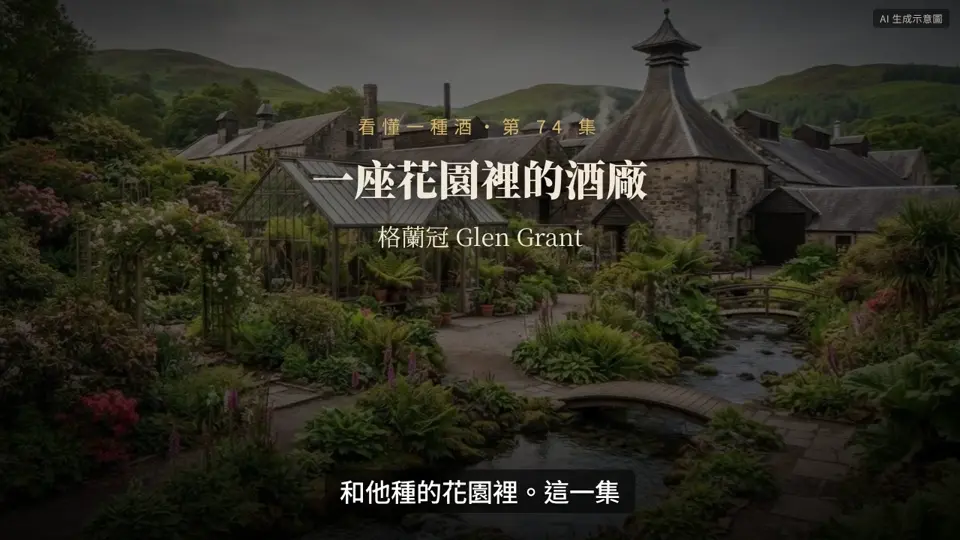 AI 生成示意圖
看懂一種酒・第 74 集
一座花園裡的酒廠
格蘭冠 Glen Grant
和他種的花園裡。這一集